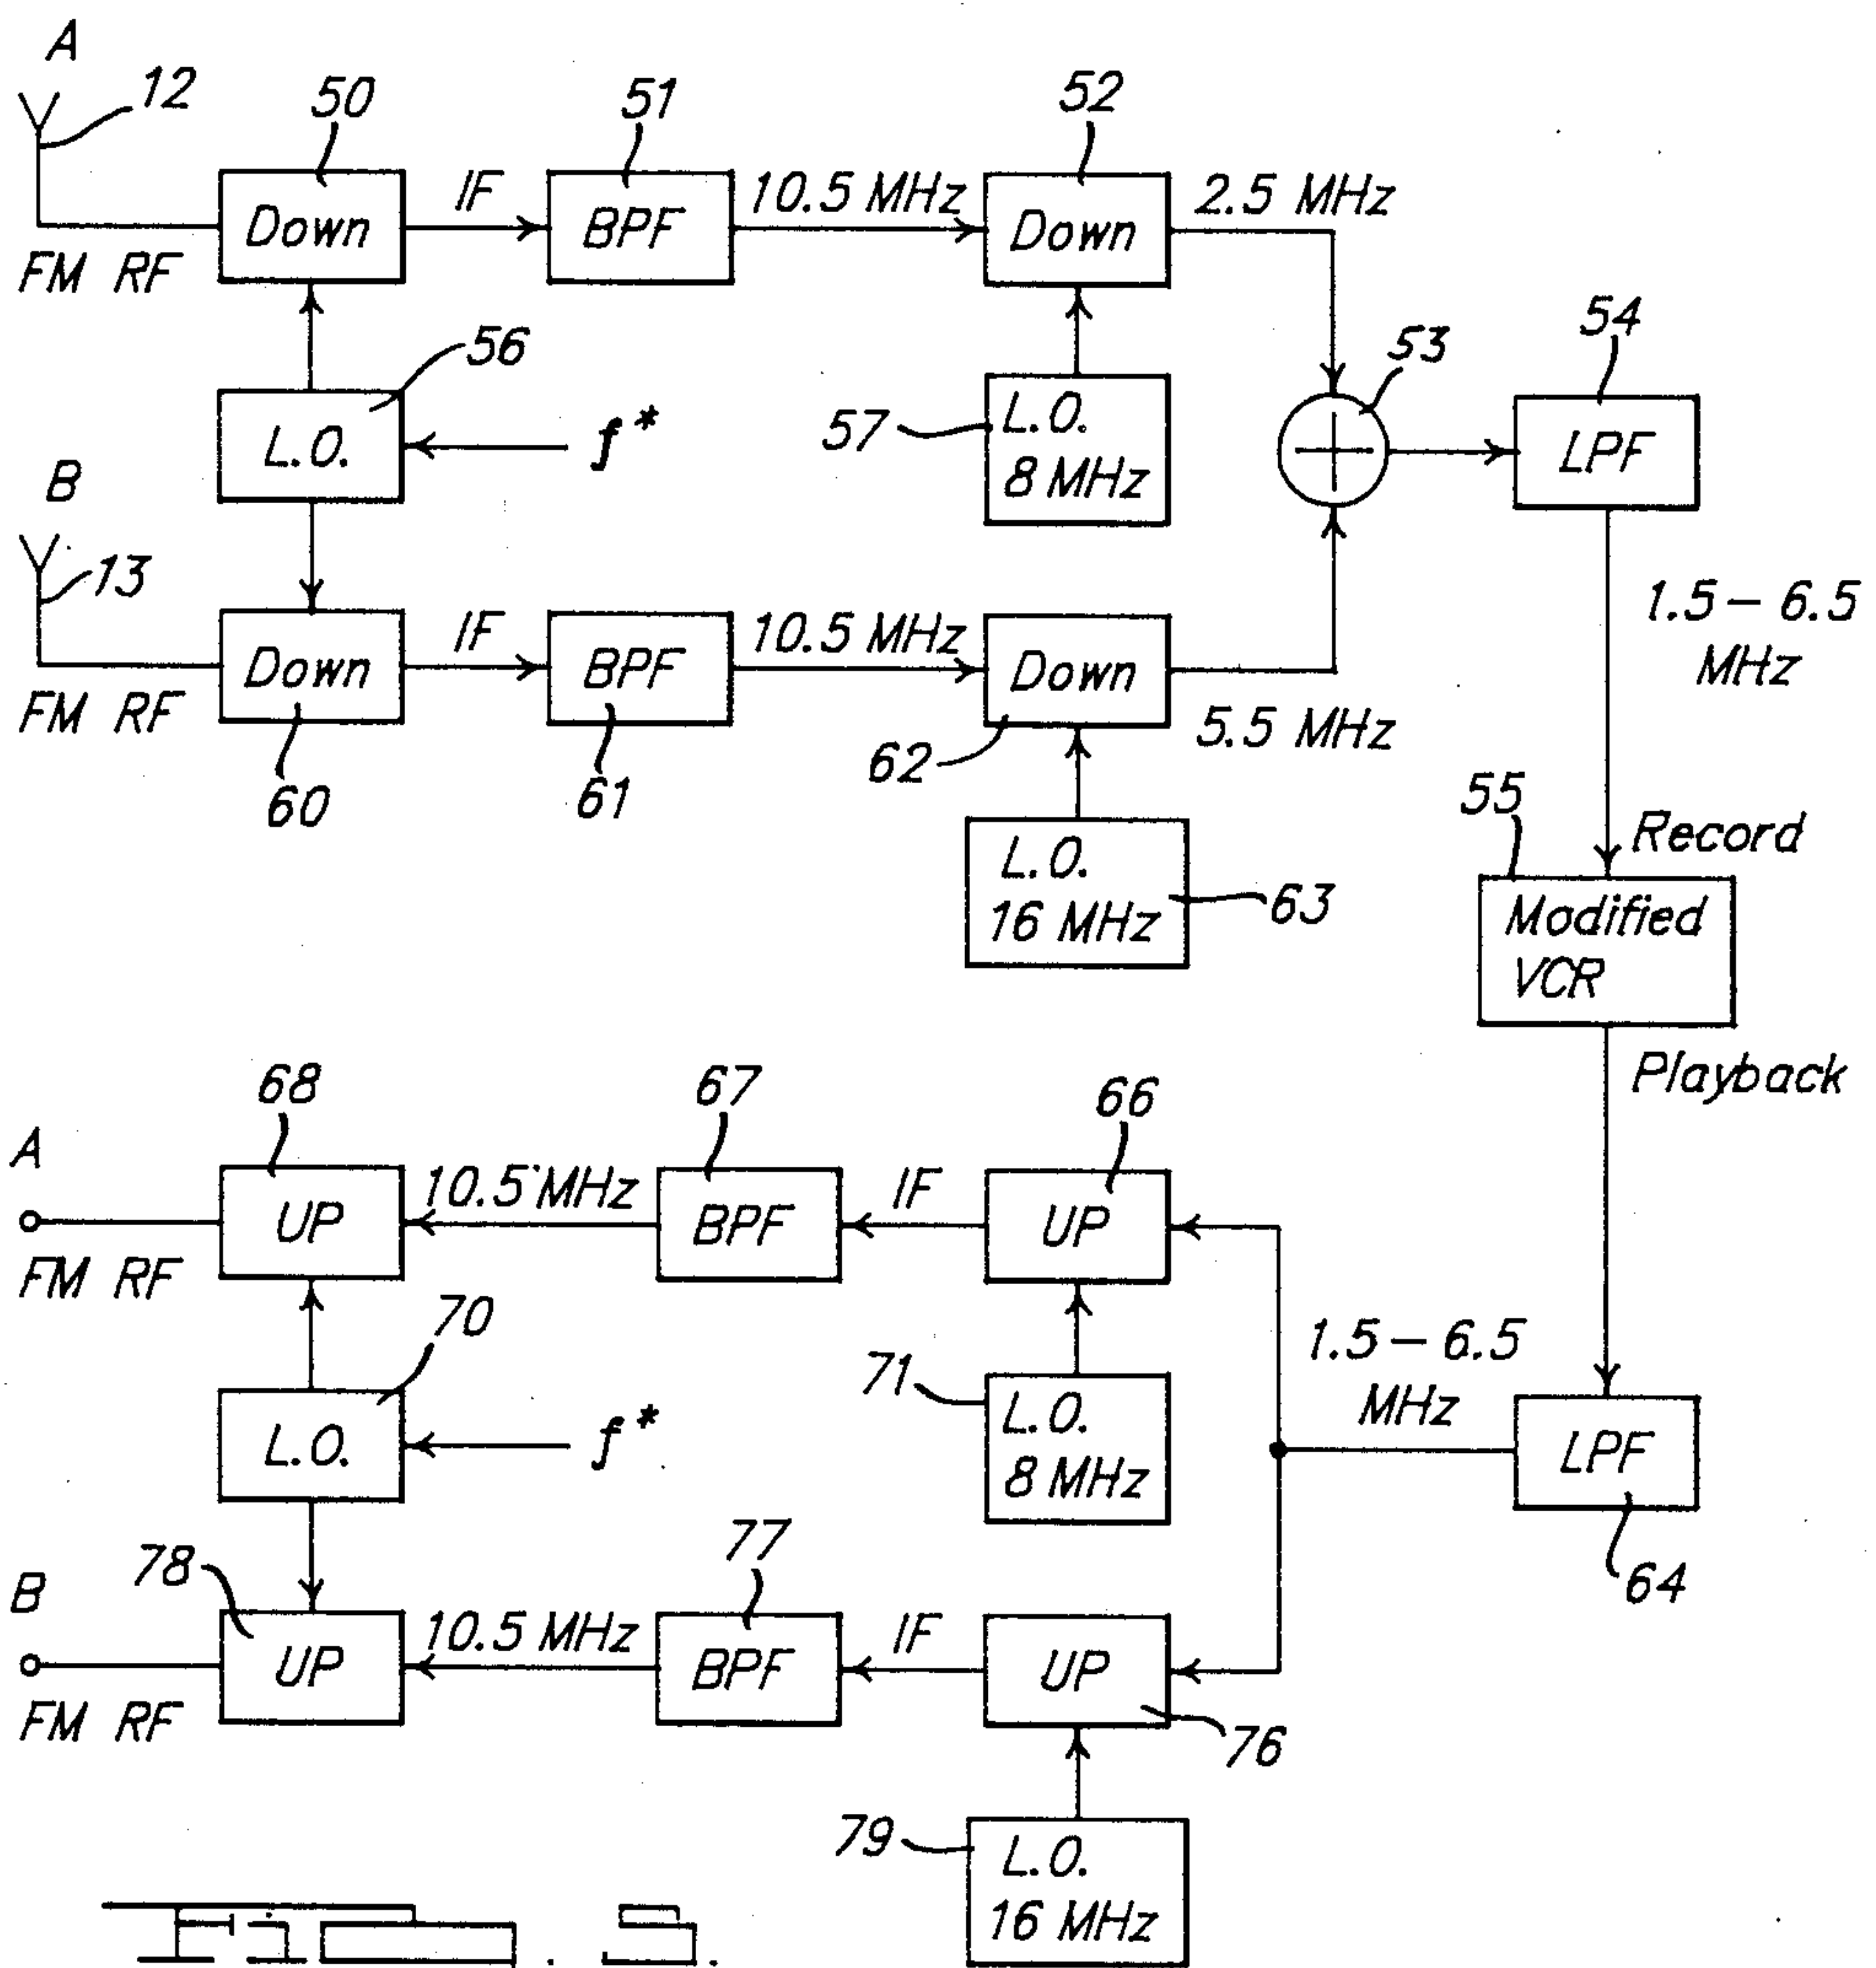 A
12
50
51
52
Down
IF
BPF
10.5 MHz
Down
2.5 MHz
FM RF
56
L.O.
f*
57
L.O.
8 MHz
53
54
LPF
B
13
Down
IF
BPF
10.5 MHz
Down
5.5 MHz
FM RF
60
61
62
L.O.
16 MHz
63
1.5 – 6.5
MHz
55
Record
Modified
VCR
Playback
68
67
66
A
UP
10.5 MHz
BPF
IF
UP
FM RF
70
L.O.
f*
71
L.O.
8 MHz
1.5 – 6.5
MHz
LPF
64
B
78
77
UP
10.5 MHz
BPF
IF
UP
FM RF
76
79
L.O.
16 MHz